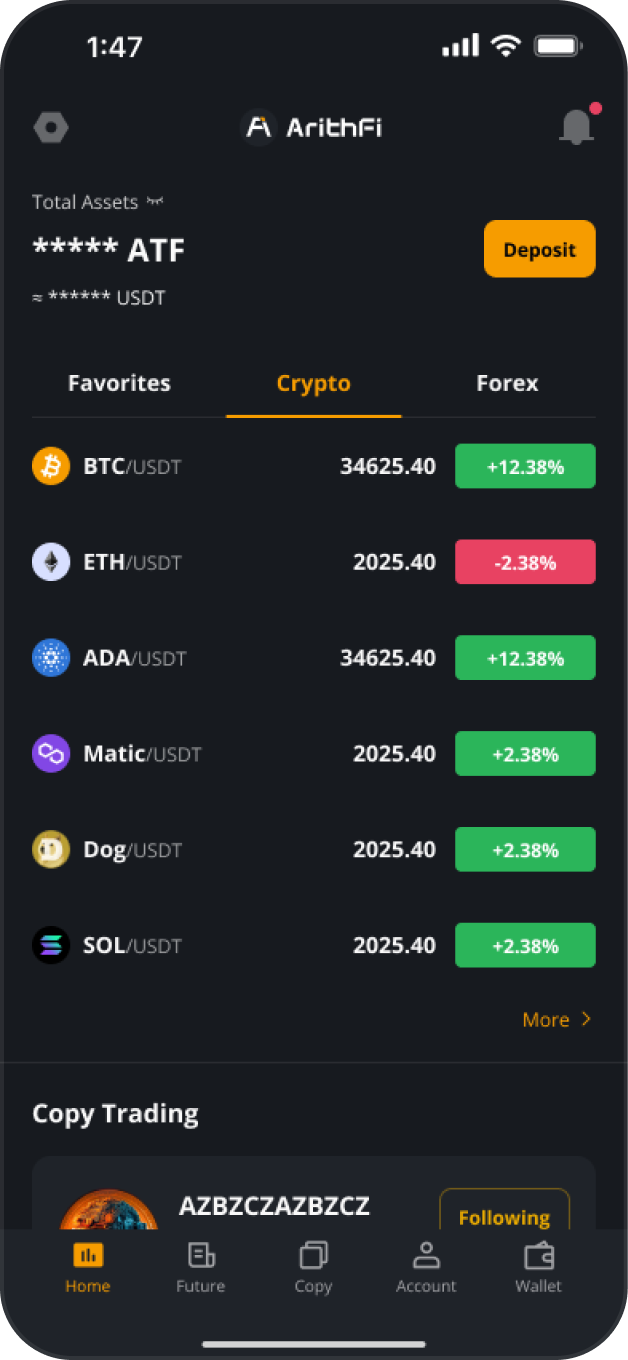 1:47
ArithFi
Total Assets
***** ATF
Deposit
≈ ****** USDT
Favorites Crypto Forex
BTC/USDT 34625.40 +12.38%
ETH/USDT 2025.40 -2.38%
ADA/USDT 34625.40 +12.38%
Matic/USDT 2025.40 +2.38%
Dog/USDT 2025.40 +2.38%
SOL/USDT 2025.40 +2.38%
More
Copy Trading
AZBZCZAZBZCZ
Following
Home Future Copy Account Wallet